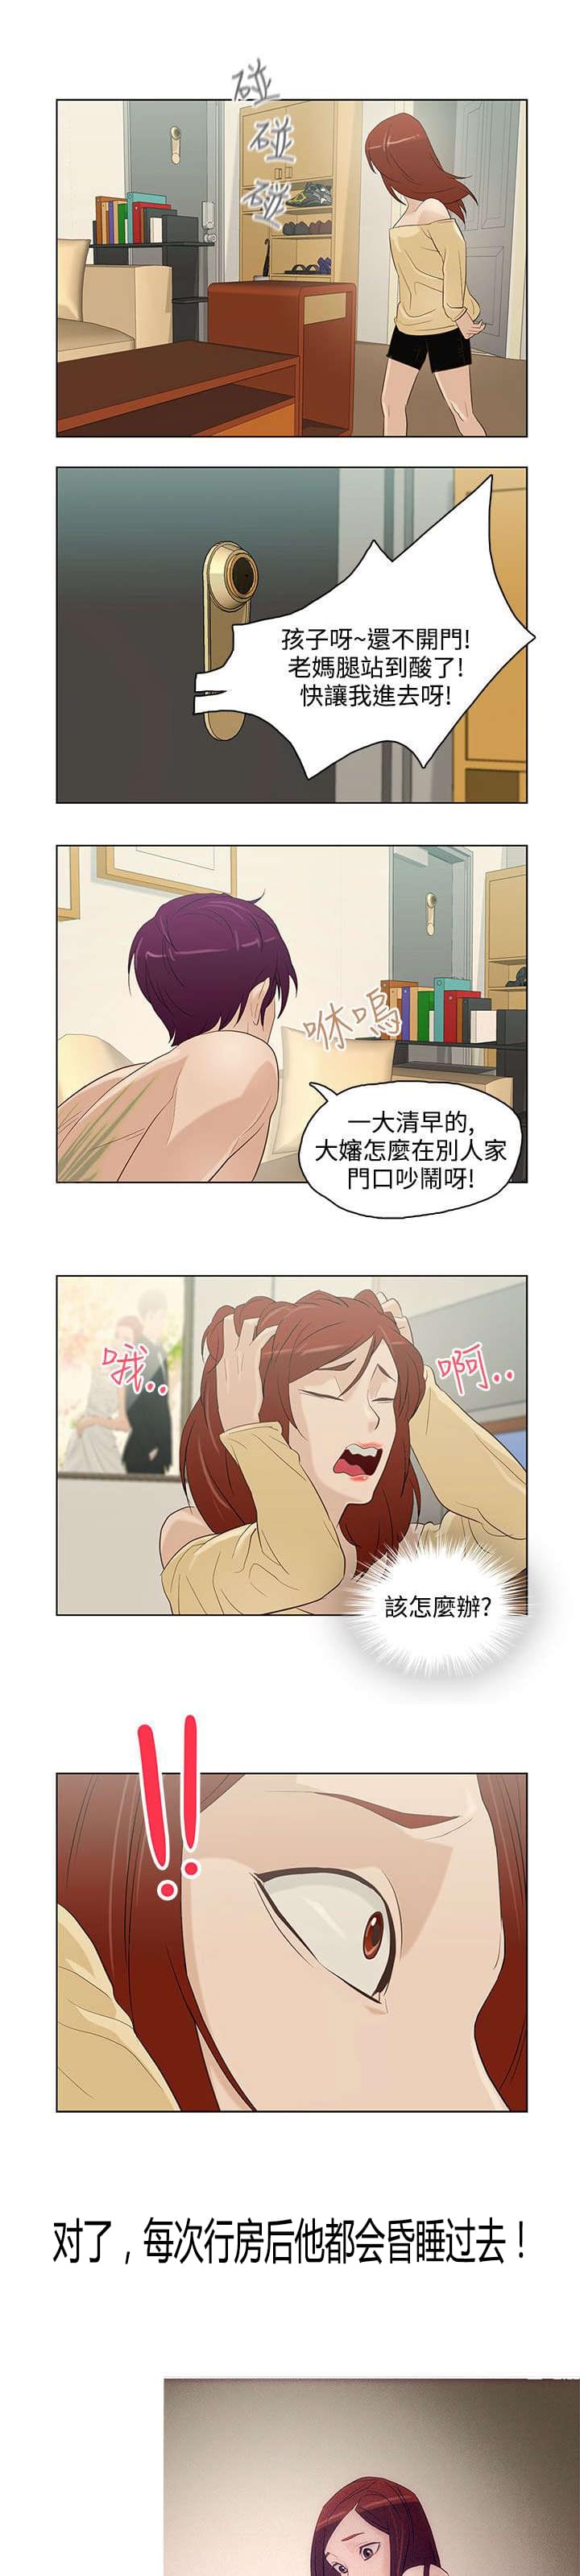 碰
碰
碰
孩子呀~還不開門!
老媽腿站到酸了!
快讓我進去呀!
咻嗚
一大清早的,
大嬸怎麼在別人家
門口吵鬧呀!
哦..
啊..
該怎麼辦?
!!
对了，每次行房后他都会昏睡过去！